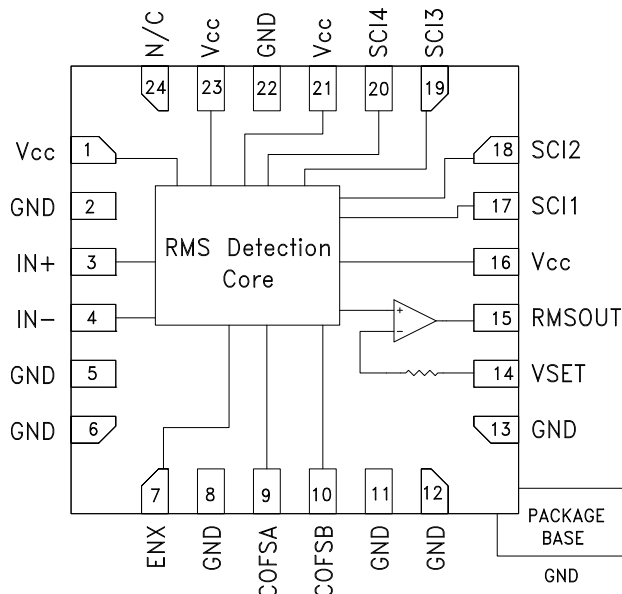 N/C
Vcc
GND
Vcc
SCI4
SCI3
24
23
22
21
20
19
Vcc 1
GND 2
IN+ 3
IN- 4
GND 5
GND 6
RMS Detection
Core
+
-
18 SCI2
17 SCI1
16 Vcc
15 RMSOUT
14 VSET
13 GND
7
8
9
10
11
12
ENX
GND
COFSA
COFSB
GND
GND
PACKAGE
BASE
GND